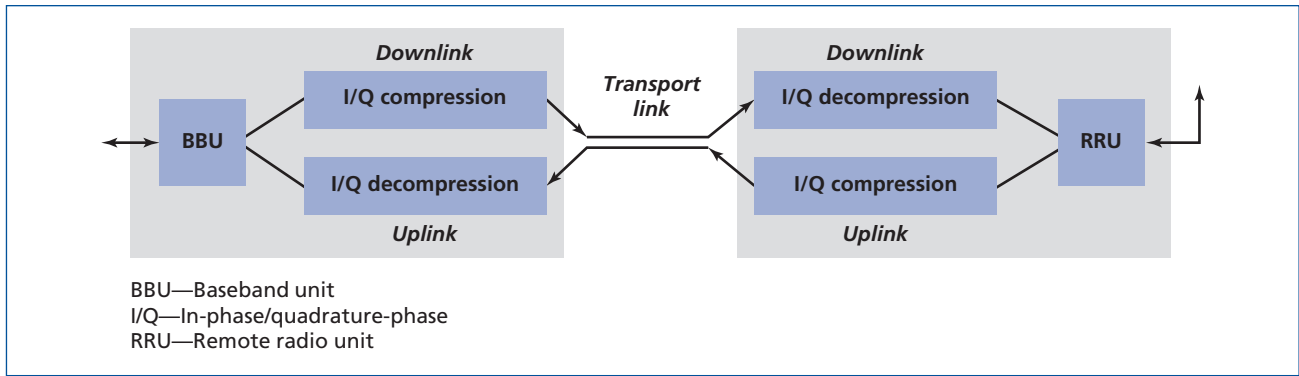 Downlink
I/Q compression
BBU
I/Q decompression
Uplink
Transport
link
Downlink
I/Q decompression
RRU
I/Q compression
Uplink
BBU—Baseband unit
I/Q—In-phase/quadrature-phase
RRU—Remote radio unit